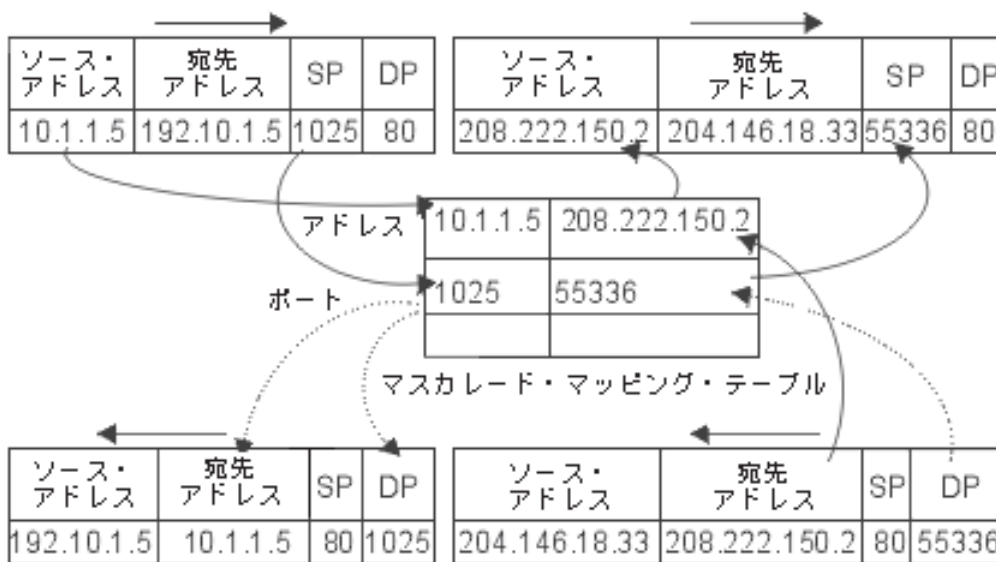 ソース・アドレス 宛先アドレス SP DP
10.1.1.5 192.10.1.5 1025 80
ソース・アドレス 宛先アドレス SP DP
208.222.150.2 204.146.18.33 55336 80
アドレス 10.1.1.5 208.222.150.2
ポート 1025 55336
マスカレード・マッピング・テーブル
ソース・アドレス 宛先アドレス SP DP
192.10.1.5 10.1.1.5 80 1025
ソース・アドレス 宛先アドレス SP DP
204.146.18.33 208.222.150.2 80 55336